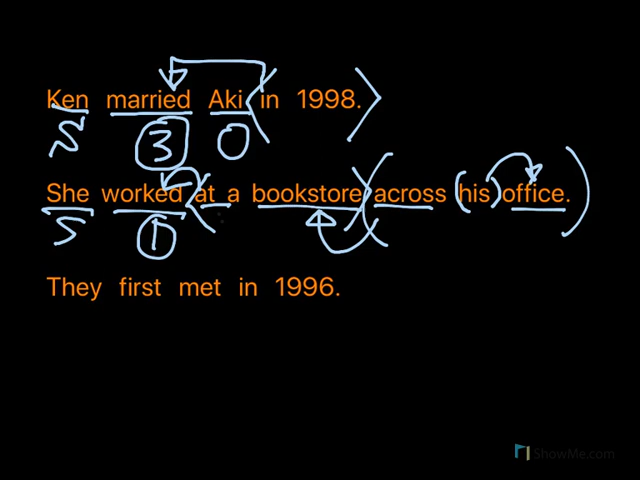 Ken married Aki in 1998.
S ③ O
She worked at a bookstore across his office.
S ①
They first met in 1996.
ShowMe.com